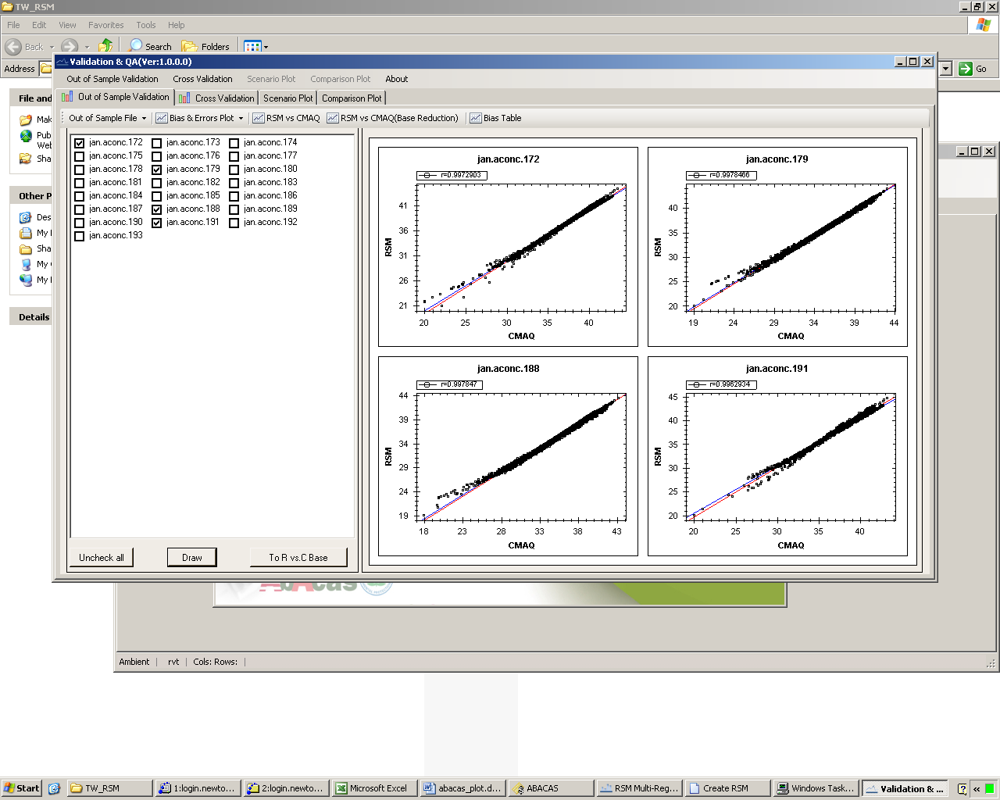 TW_RSM
File Edit View Favorites Tools Help
Back Search Folders
Address Go
Validation & QA(Ver:1.0.0.0)
Out of Sample Validation Cross Validation Scenario Plot Comparison Plot About
Out of Sample Validation Cross Validation Scenario Plot Comparison Plot
Out of Sample File Bias & Errors Plot RSM vs CMAQ RSM vs CMAQ(Base Reduction) Bias Table
File and
Mak
Pub
Web
Sha
Other P
Des
My
Sha
My
My
Details
jan.aconc.172 jan.aconc.173 jan.aconc.174
jan.aconc.175 jan.aconc.176 jan.aconc.177
jan.aconc.178 jan.aconc.179 jan.aconc.180
jan.aconc.181 jan.aconc.182 jan.aconc.183
jan.aconc.184 jan.aconc.185 jan.aconc.186
jan.aconc.187 jan.aconc.188 jan.aconc.189
jan.aconc.190 jan.aconc.191 jan.aconc.192
jan.aconc.193
Uncheck all Draw To R vs.C Base
jan.aconc.172
r=0.9972903
RSM
41
36
31
26
21
20 25 30 35 40
CMAQ
jan.aconc.179
r=0.9978466
RSM
40
35
30
25
20
19 24 29 34 39 44
CMAQ
jan.aconc.188
r=0.997847
RSM
44
39
34
29
24
19
18 23 28 33 38 43
CMAQ
jan.aconc.191
r=0.9962934
RSM
45
40
35
30
25
20
20 25 30 35 40
CMAQ
AbAcas
Ambient rvt Cols: Rows:
Start TW_RSM 1:login.newto... 2:login.newto... Microsoft Excel abacas_plot.d... ABACAS RSM Multi-Reg... Create RSM Windows Task... Validation & ... «